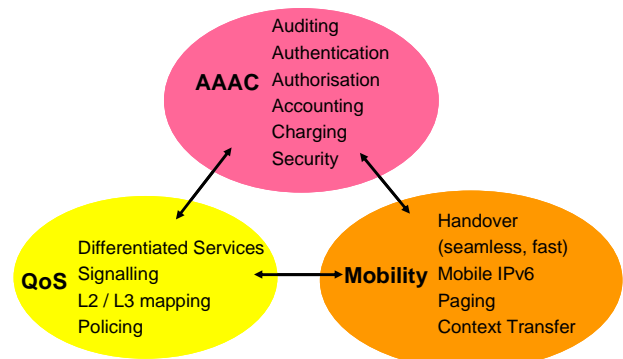 AAAC
Auditing
Authentication
Authorisation
Accounting
Charging
Security
QoS
Differentiated Services
Signalling
L2 / L3 mapping
Policing
Mobility
Handover
(seamless, fast)
Mobile IPv6
Paging
Context Transfer